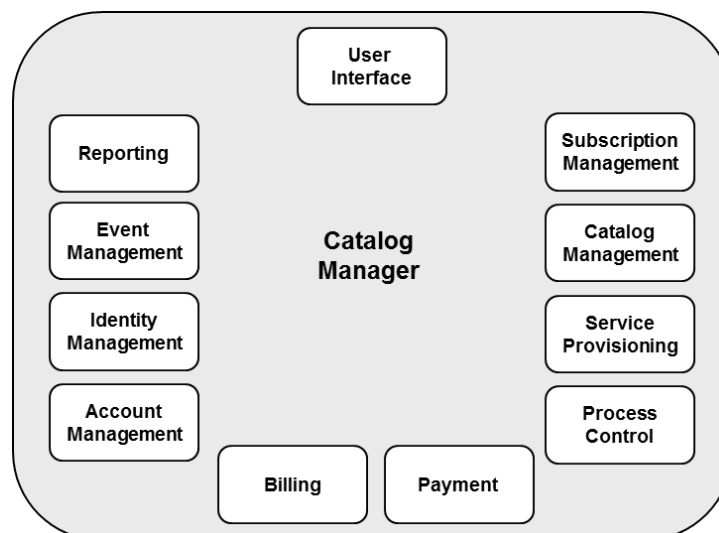 User
Interface
Reporting
Subscription
Management
Event
Management
Catalog
Manager
Catalog
Management
Identity
Management
Service
Provisioning
Account
Management
Process
Control
Billing
Payment